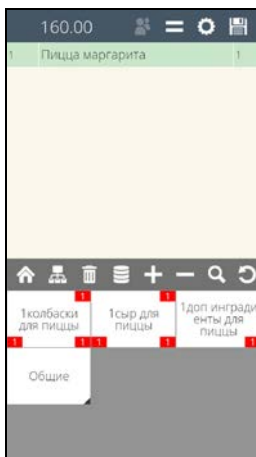 160.00
1 Пицца маргарита 1
1 1
1колбаски
для пиццы
1сыр для
пиццы
1доп ингради
енты для
пиццы
1 1 1 1 1
Общие